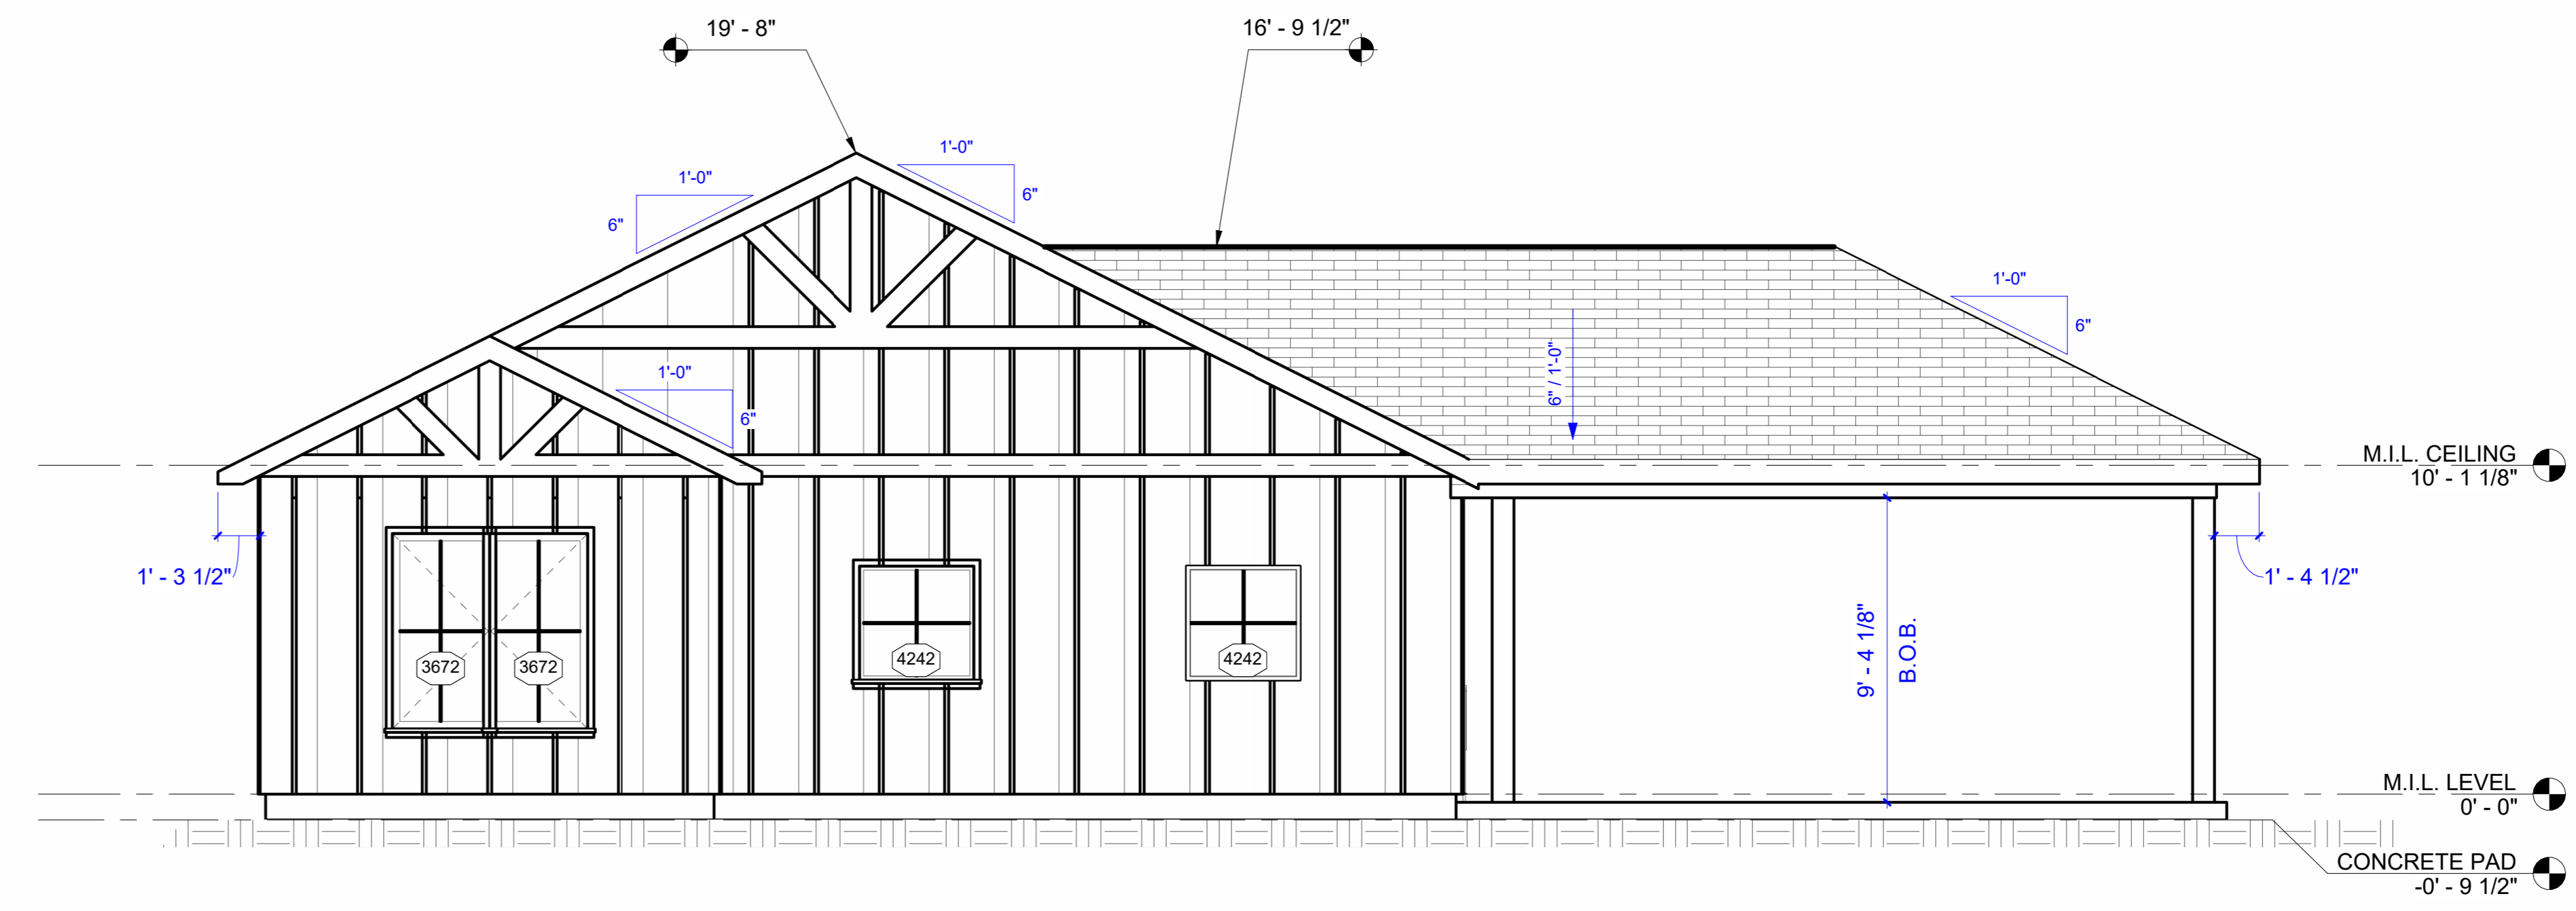 19' - 8"
16' - 9 1/2"
1'-0"
6"
1'-0"
6"
1'-0"
6"
1'-0"
6"
6" / 1'-0"
M.I.L. CEILING
10' - 1 1/8"
1' - 3 1/2"
1' - 4 1/2"
3672
3672
4242
4242
9' - 4 1/8"
B.O.B.
M.I.L. LEVEL
0' - 0"
CONCRETE PAD
-0' - 9 1/2"